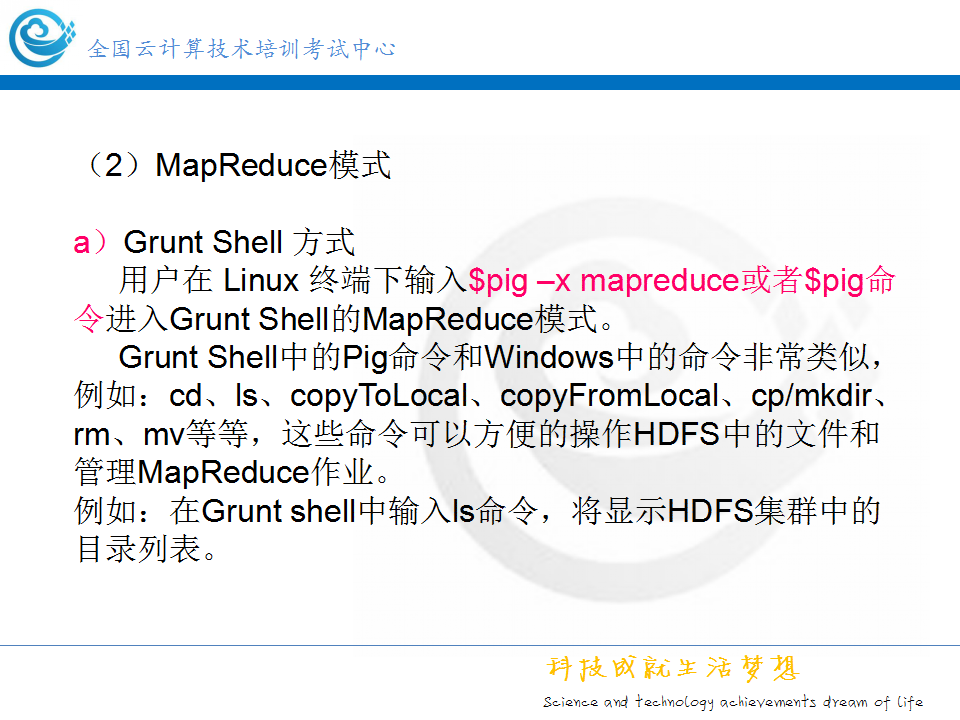 全国云计算技术培训考试中心
（2）MapReduce模式
a）Grunt Shell 方式
用户在 Linux 终端下输入$pig –x mapreduce或者$pig命
令进入Grunt Shell的MapReduce模式。
Grunt Shell中的Pig命令和Windows中的命令非常类似，
例如：cd、ls、copyToLocal、copyFromLocal、cp/mkdir、
rm、mv等等，这些命令可以方便的操作HDFS中的文件和
管理MapReduce作业。
例如：在Grunt shell中输入ls命令，将显示HDFS集群中的
目录列表。
科技成就生活梦想
Science and technology achievements dream of life